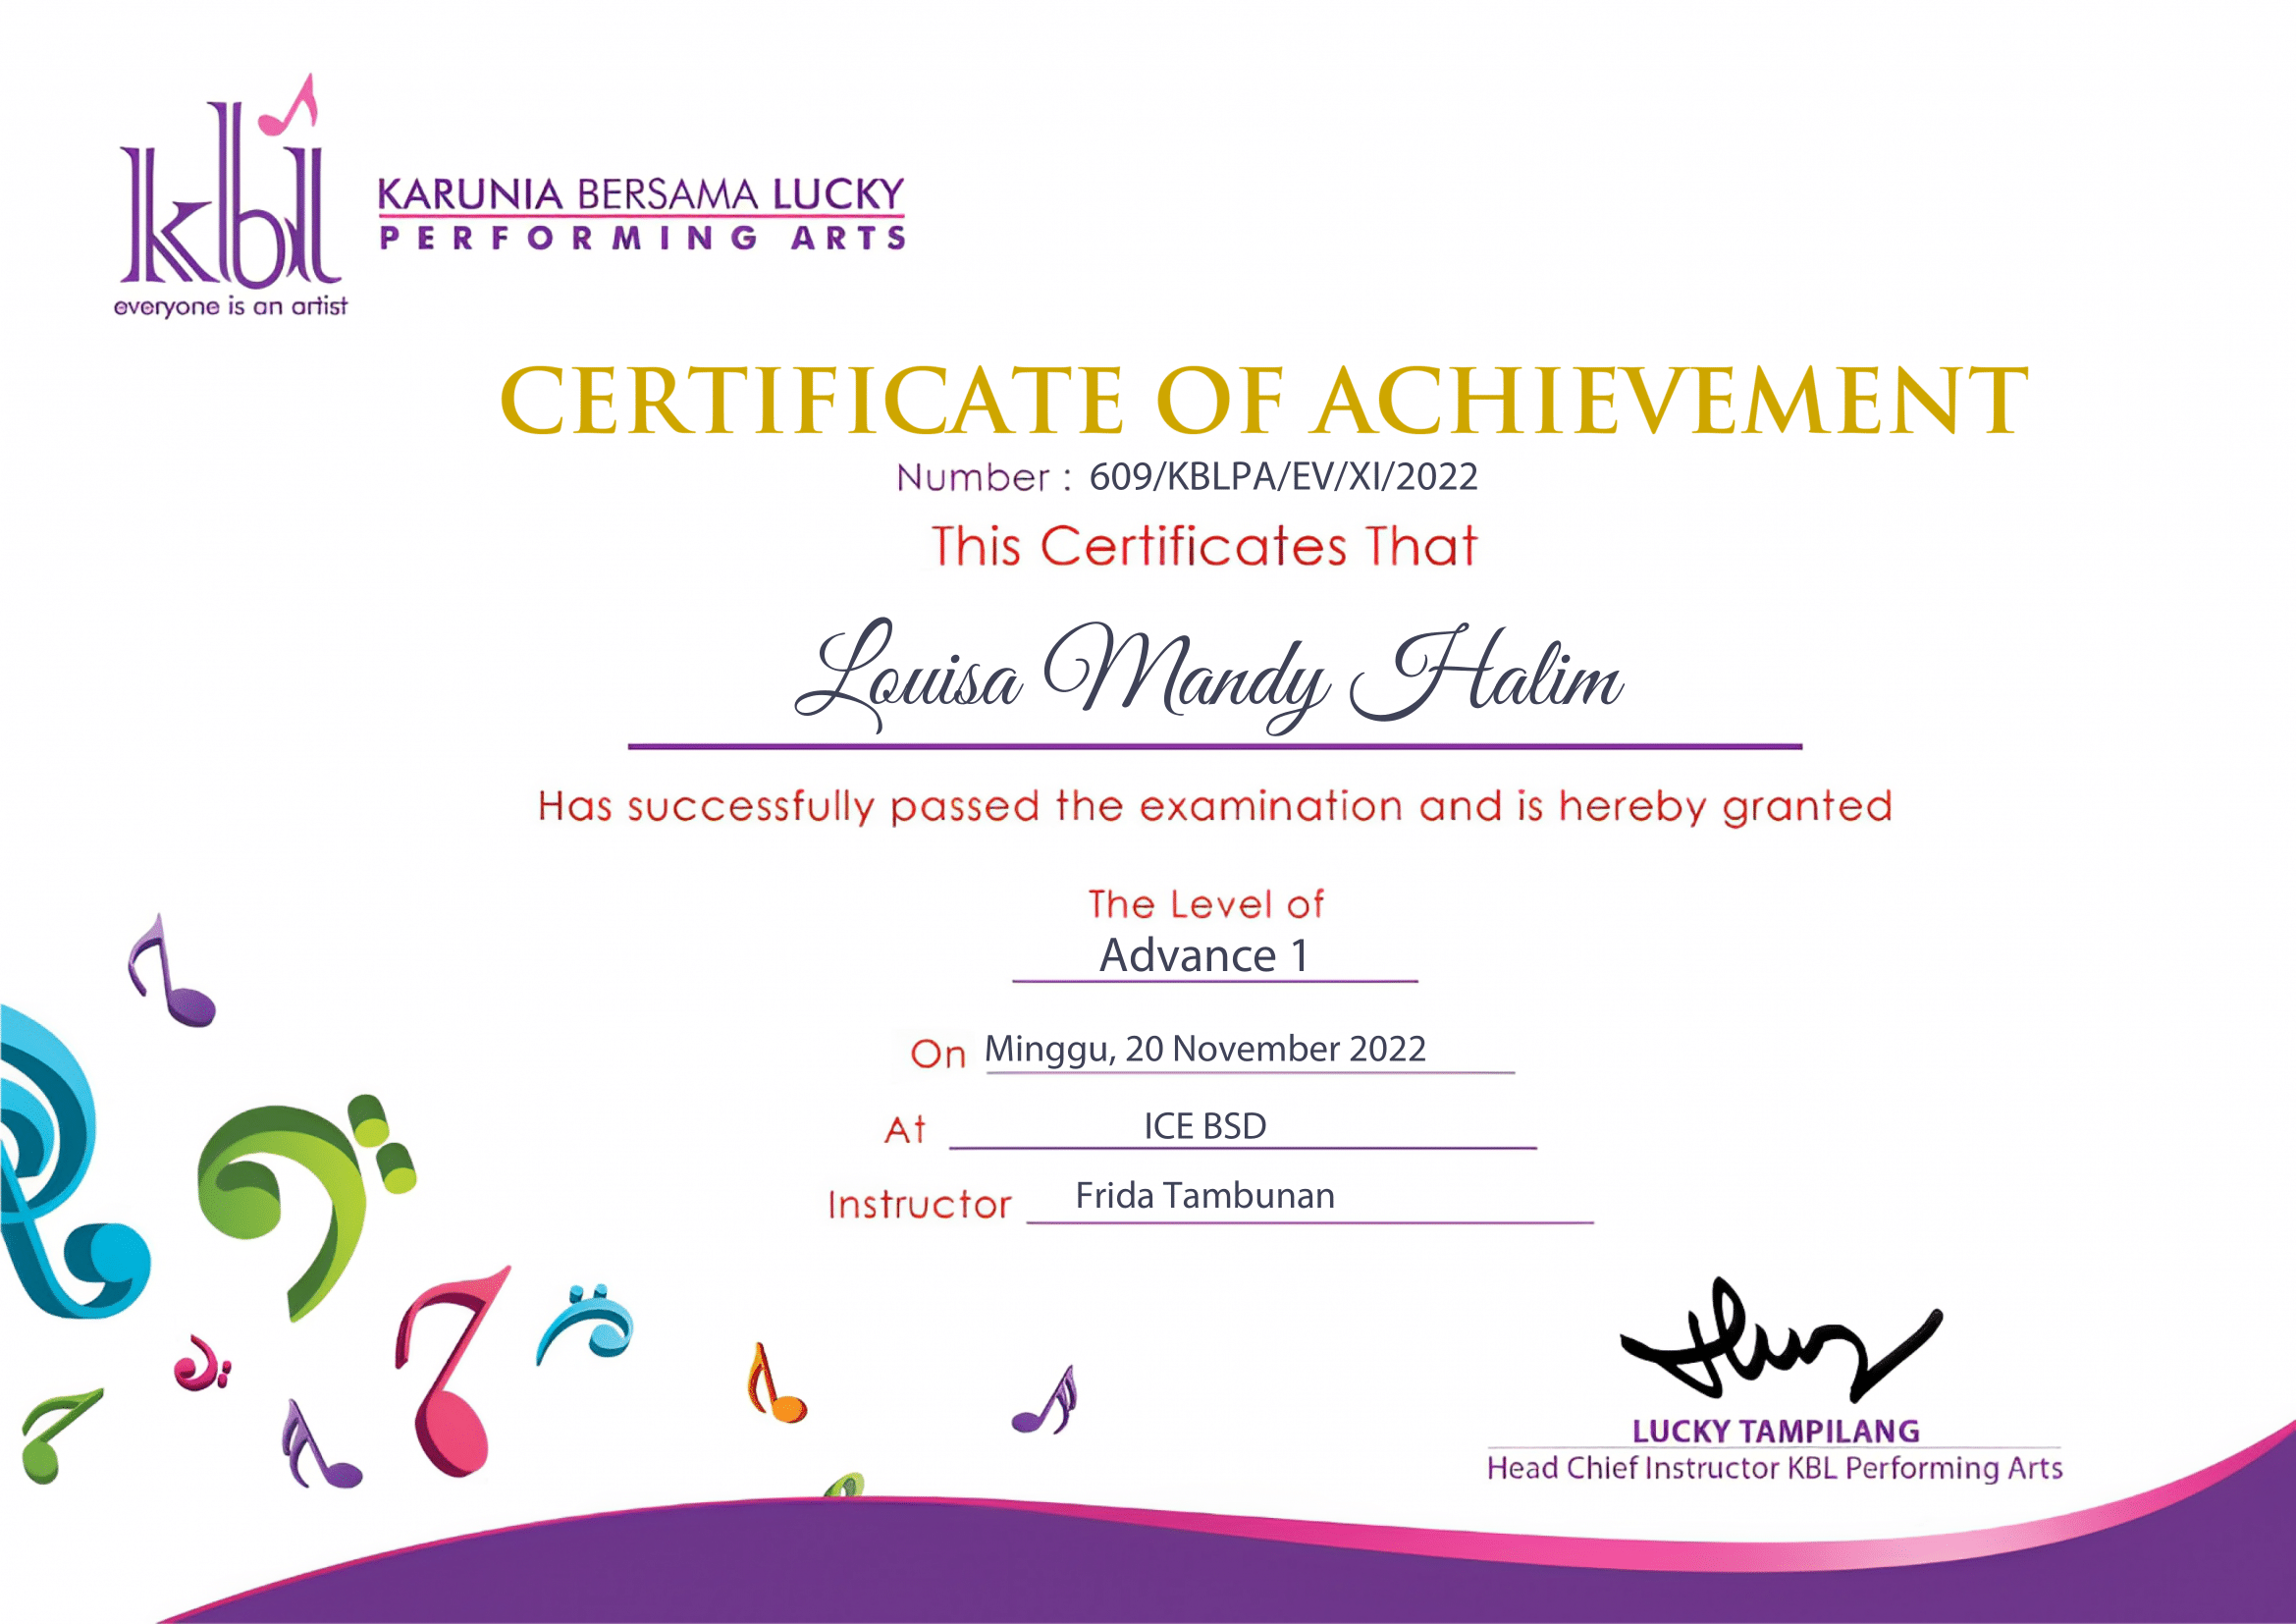 kbl
everyone is an artist
KARUNIA BERSAMA LUCKY
PERFORMING ARTS
CERTIFICATE OF ACHIEVEMENT
Number : 609/KBLPA/EV/XI/2022
This Certificates That
Louisa Mandy Halim
Has successfully passed the examination and is hereby granted
The Level of
Advance 1
On Minggu, 20 November 2022
At ICE BSD
Instructor Frida Tambunan
LUCKY TAMPILANG
Head Chief Instructor KBL Performing Arts